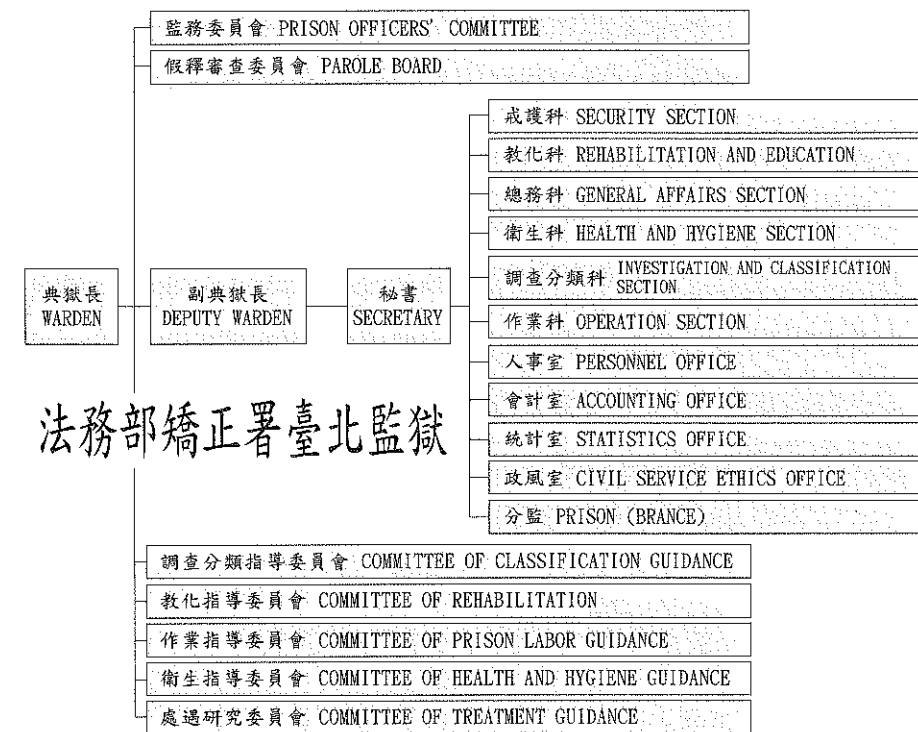 監務委員會 PRISON OFFICERS' COMMITTEE
假釋審查委員會 PAROLE BOARD
戒護科 SECURITY SECTION
教化科 REHABILITATION AND EDUCATION
總務科 GENERAL AFFAIRS SECTION
衛生科 HEALTH AND HYGIENE SECTION
調查分類科 INVESTIGATION AND CLASSIFICATION
SECTION
典獄長
WARDEN
副典獄長
DEPUTY WARDEN
秘書
SECRETARY
作業科 OPERATION SECTION
人事室 PERSONNEL OFFICE
會計室 ACCOUNTING OFFICE
統計室 STATISTICS OFFICE
政風室 CIVIL SERVICE ETHICS OFFICE
分監 PRISON (BRANCE)
法務部矯正署臺北監獄
調查分類指導委員會 COMMITTEE OF CLASSIFICATION GUIDANCE
教化指導委員會 COMMITTEE OF REHABILITATION
作業指導委員會 COMMITTEE OF PRISON LABOR GUIDANCE
衛生指導委員會 COMMITTEE OF HEALTH AND HYGIENE GUIDANCE
處遇研究委員會 COMMITTEE OF TREATMENT GUIDANCE